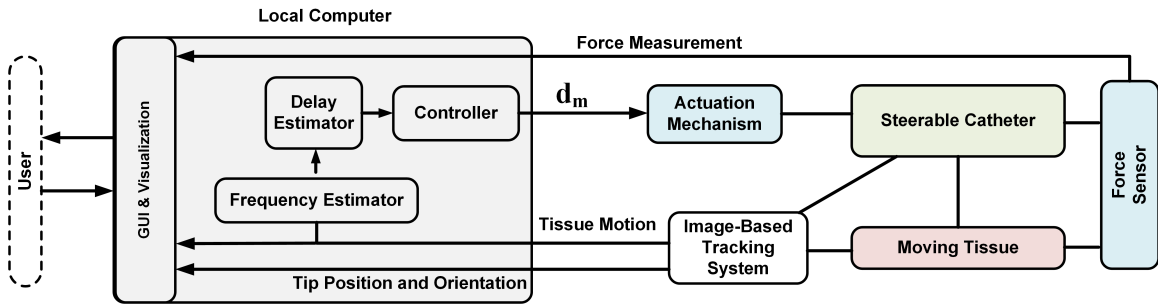 Local Computer
Force Measurement
User
GUI & Visualization
Delay
Estimator
Controller
dm
Actuation
Mechanism
Steerable Catheter
Force
Sensor
Frequency Estimator
Tissue Motion
Image-Based
Tracking
System
Moving Tissue
Tip Position and Orientation